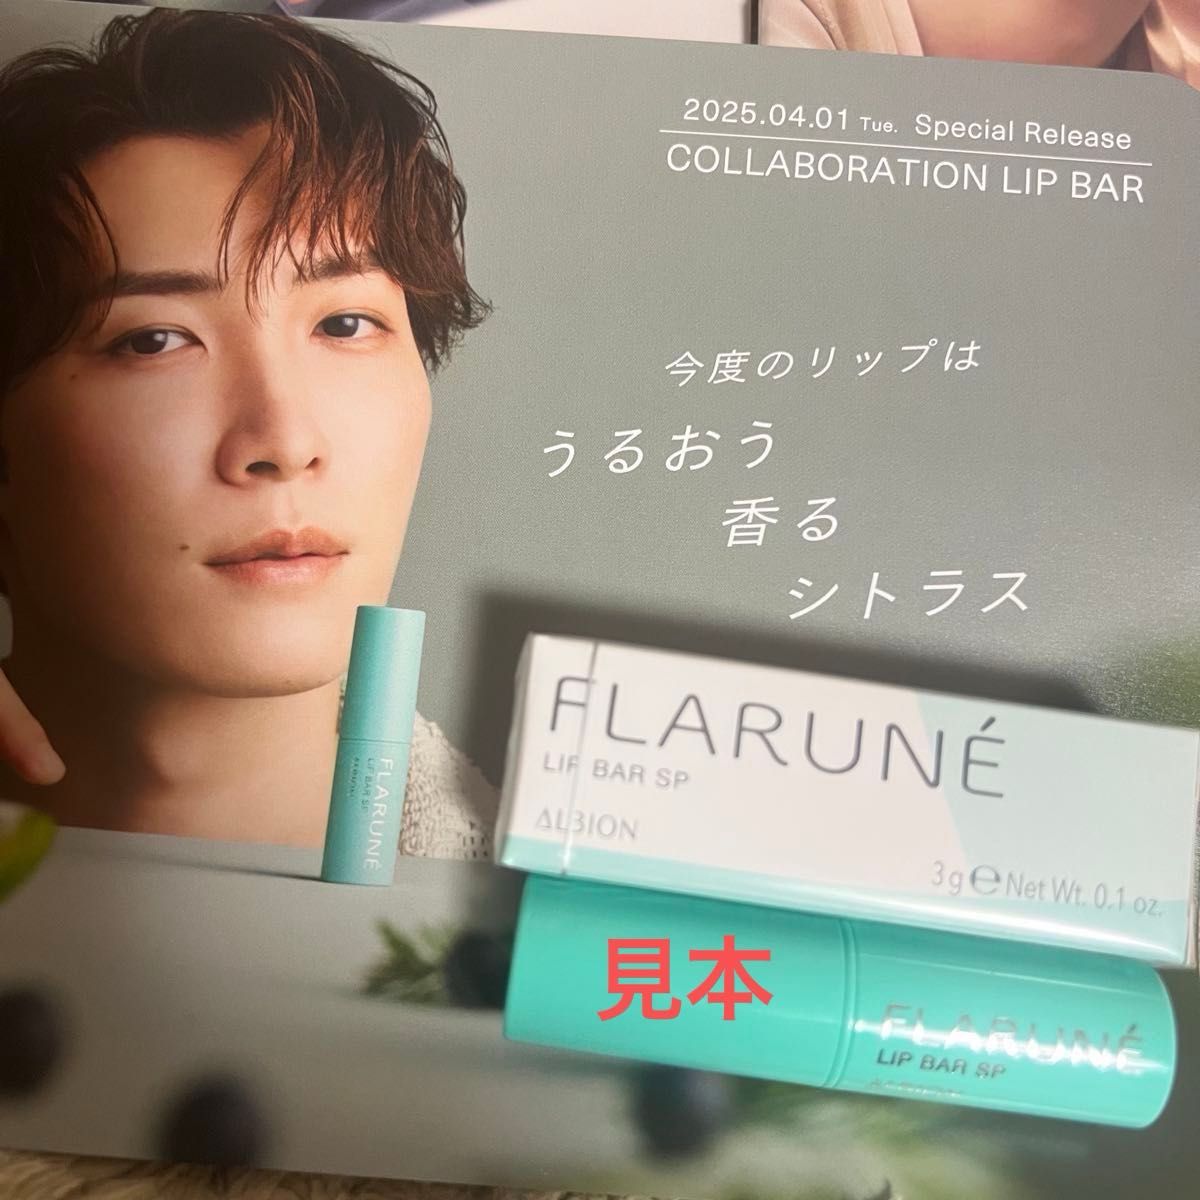 2025.04.01 Tue. Special Release
COLLABORATION LIP BAR
今度のリップは
うるおう
香る
シトラス
FLARUNÉ
LIP BAR SP
ALBION
FLARUNÉ
LIP BAR SP
ALBION
3g ℮ Net Wt. 0.1 oz.
見本
FLARUNÉ
LIP BAR SP
ALBION